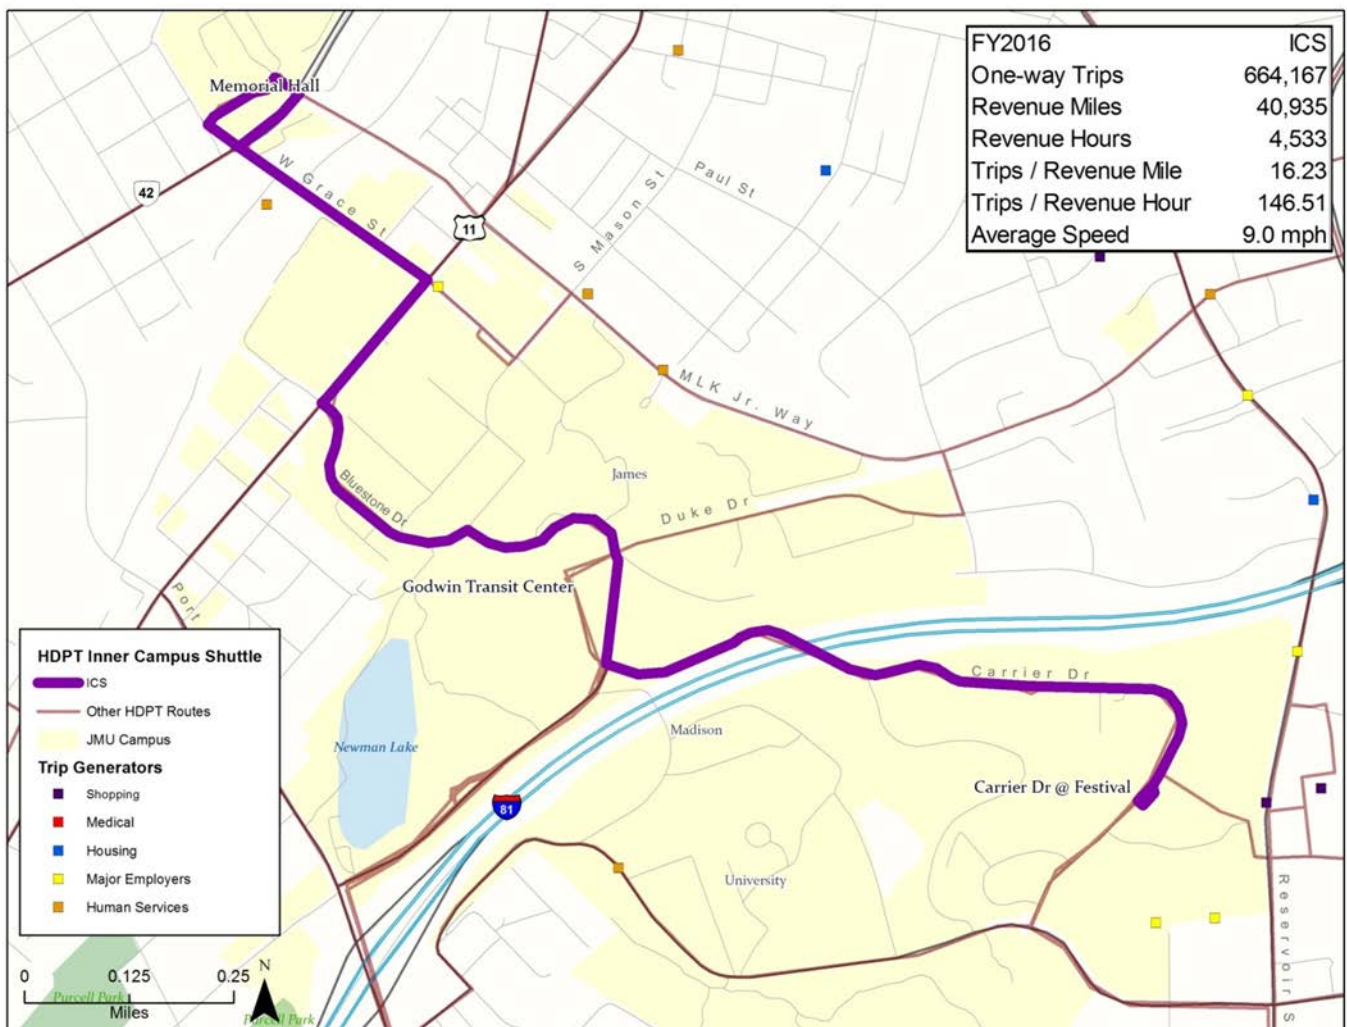 FY2016 ICS
One-way Trips 664,167
Revenue Miles 40,935
Revenue Hours 4,533
Trips / Revenue Mile 16.23
Trips / Revenue Hour 146.51
Average Speed 9.0 mph
Memorial Hall
42
W Grace St
11
S Mason St
Paul St
MLK Jr. Way
James
Bluestone Dr
Duke Dr
Godwin Transit Center
Port
Carrier Dr
Madison
Newman Lake
Carrier Dr @ Festival
81
University
Reservoir S
HDPT Inner Campus Shuttle
ICS
Other HDPT Routes
JMU Campus
Trip Generators
Shopping
Medical
Housing
Major Employers
Human Services
0 0.125 0.25
Miles
N
Purcell Park
Purcell Park